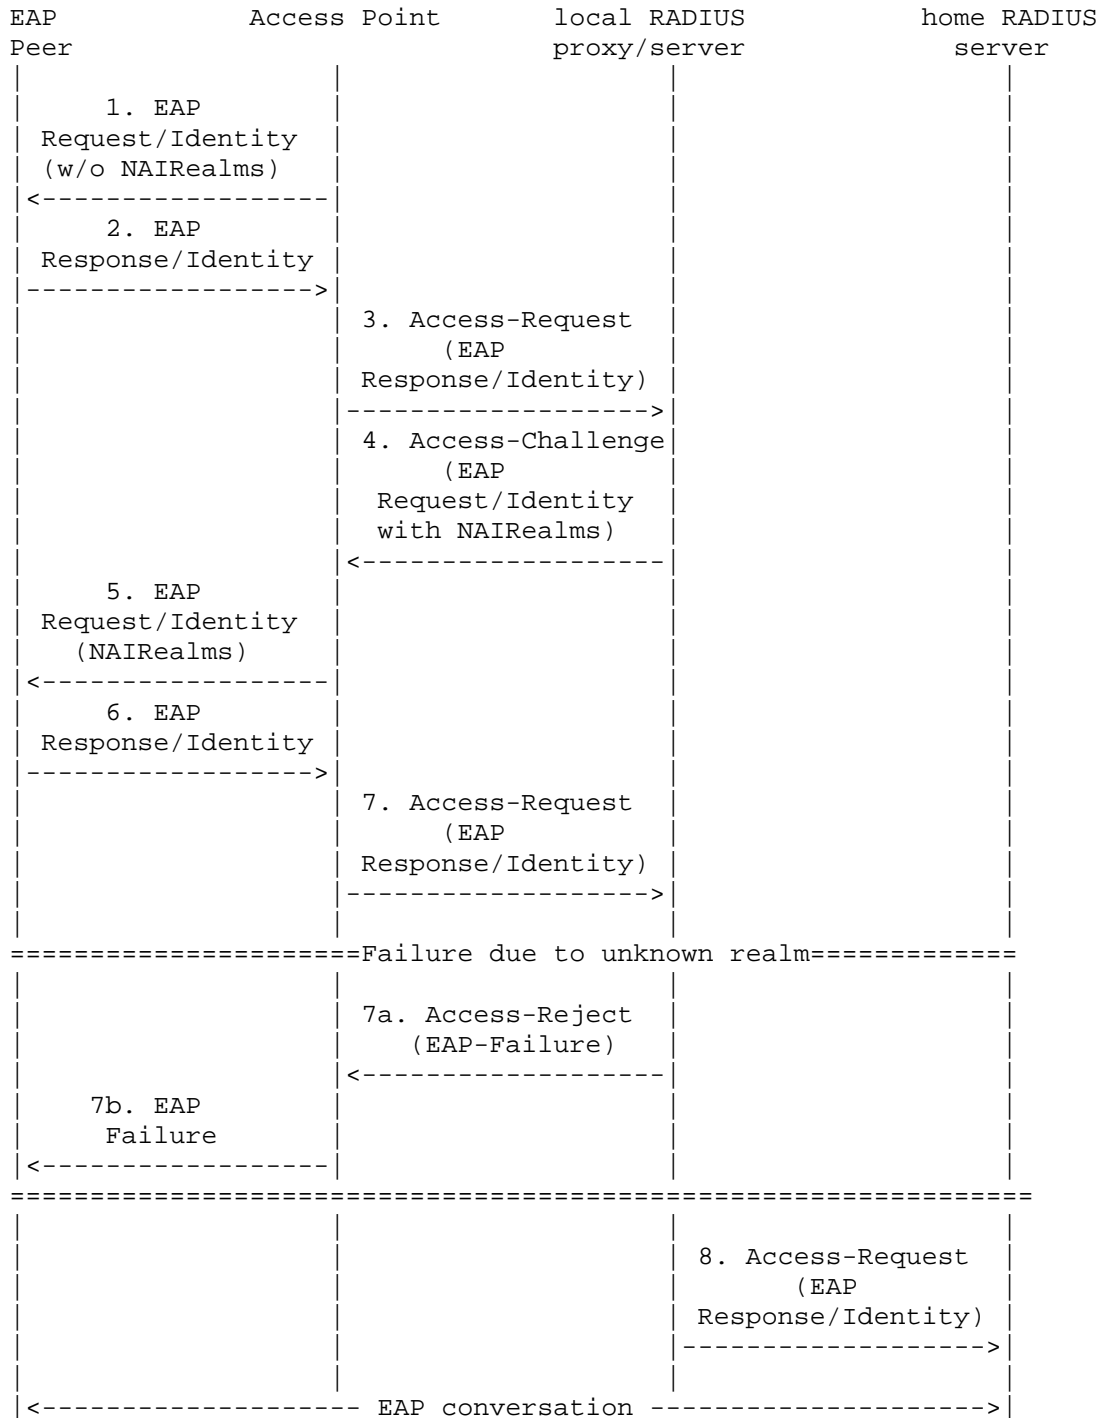 EAP Access Point local RADIUS home RADIUS
Peer proxy/server server
1. EAP
Request/Identity
(w/o NAIRealms)
<------------------
2. EAP
Response/Identity
------------------>
3. Access-Request
(EAP
Response/Identity)
------------------->
4. Access-Challenge
(EAP
Request/Identity
with NAIRealms)
<-------------------
5. EAP
Request/Identity
(NAIRealms)
<------------------
6. EAP
Response/Identity
------------------>
7. Access-Request
(EAP
Response/Identity)
------------------->
======================Failure due to unknown realm=============
7a. Access-Reject
(EAP-Failure)
<-------------------
7b. EAP
Failure
<------------------
================================================================
8. Access-Request
(EAP
Response/Identity)
------------------->
<-------------------- EAP conversation --------------------->